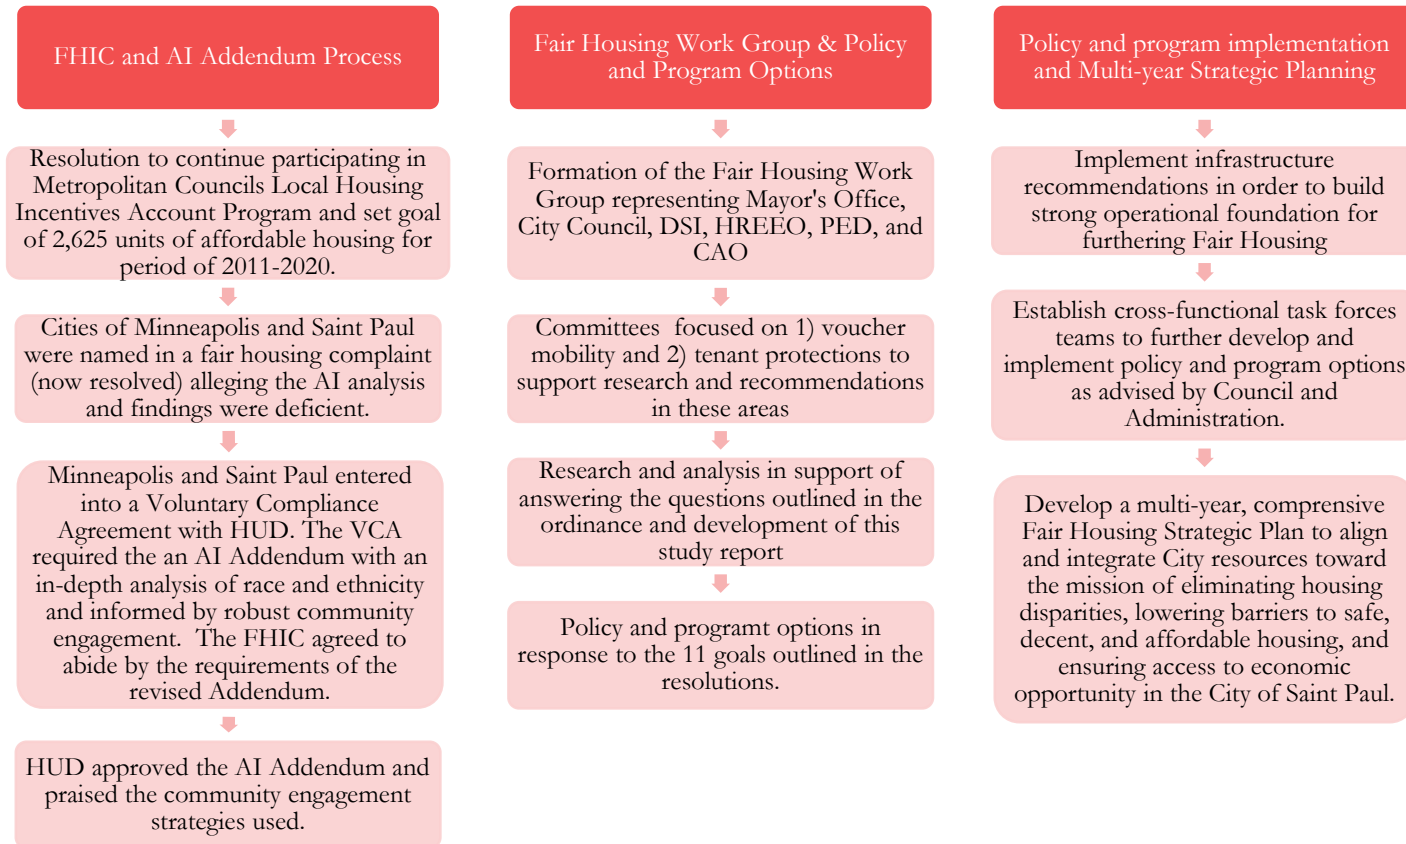 FHIC and AI Addendum Process
Resolution to continue participating in
Metropolitan Councils Local Housing
Incentives Account Program and set goal
of 2,625 units of affordable housing for
period of 2011-2020.
Cities of Minneapolis and Saint Paul
were named in a fair housing complaint
(now resolved) alleging the AI analysis
and findings were deficient.
Minneapolis and Saint Paul entered
into a Voluntary Compliance
Agreement with HUD. The VCA
required the an AI Addendum with an
in-depth analysis of race and ethnicity
and informed by robust community
engagement. The FHIC agreed to
abide by the requirements of the
revised Addendum.
HUD approved the AI Addendum and
praised the community engagement
strategies used.
Fair Housing Work Group & Policy
and Program Options
Formation of the Fair Housing Work
Group representing Mayor's Office,
City Council, DSI, HREEO, PED, and
CAO
Committees focused on 1) voucher
mobility and 2) tenant protections to
support research and recommendations
in these areas
Research and analysis in support of
answering the questions outlined in the
ordinance and development of this
study report
Policy and programt options in
response to the 11 goals outlined in the
resolutions.
Policy and program implementation
and Multi-year Strategic Planning
Implement infrastructure
recommendations in order to build
strong operational foundation for
furthering Fair Housing
Establish cross-functional task forces
teams to further develop and
implement policy and program options
as advised by Council and
Administration.
Develop a multi-year, comprensive
Fair Housing Strategic Plan to align
and integrate City resources toward
the mission of eliminating housing
disparities, lowering barriers to safe,
decent, and affordable housing, and
ensuring access to economic
opportunity in the City of Saint Paul.